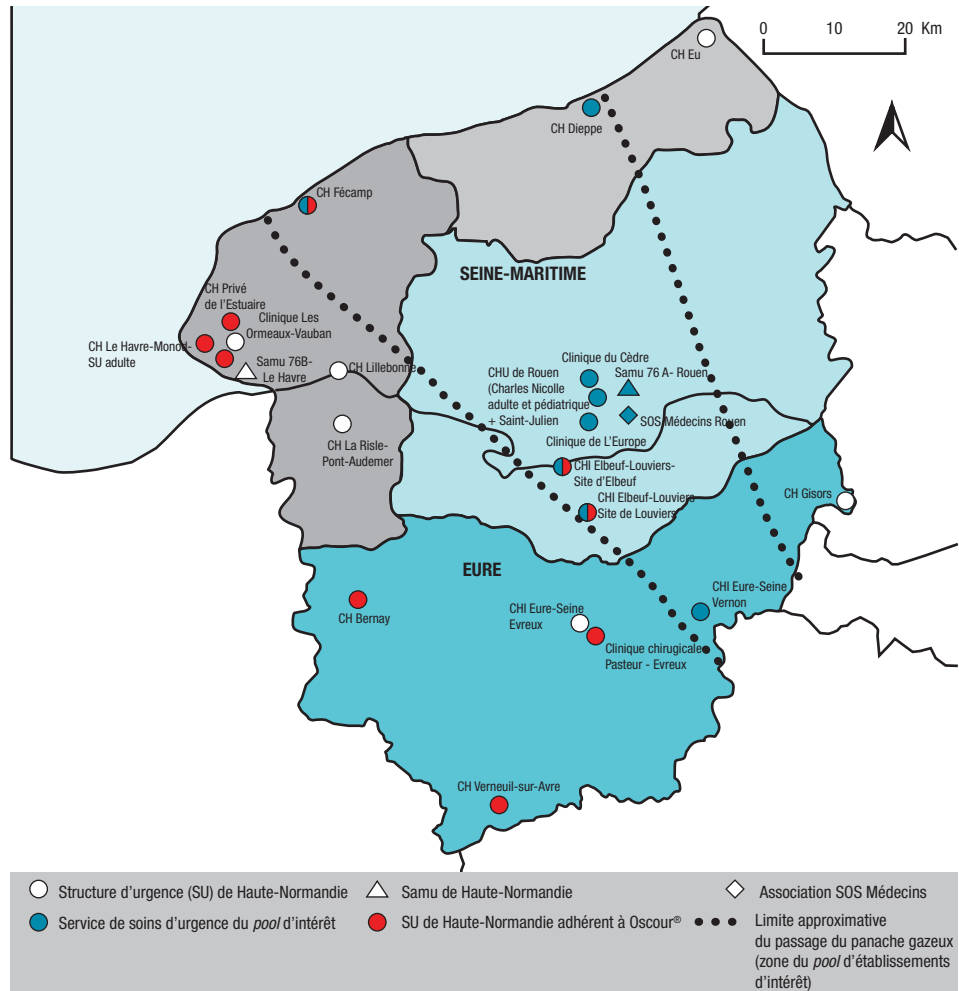 0 10 20 Km
CH Eu
CH Dieppe
CH Fécamp
SEINE-MARITIME
CH Privé
de l'Estuaire
Clinique Les
Ormeaux-Vauban
CH Le Havre-Monod-
SU adulte
Samu 76B-
Le Havre
CH Lillebonne
Clinique du Cèdre
Samu 76 A- Rouen
CHU de Rouen
(Charles Nicolle
adulte et pédiatrique
+ Saint-Julien
SOS Médecins Rouen
Clinique de L'Europe
CH La Risle-
Pont-Audemer
CHI Elbeuf-Louviers-
Site d'Elbeuf
CHI Elbeuf-Louviers
Site de Louviers
CH Gisors
EURE
CH Bernay
CHI Eure-Seine
Evreux
CHI Eure-Seine
Vernon
Clinique chirugicale
Pasteur - Evreux
CH Verneuil-sur-Avre
Structure d'urgence (SU) de Haute-Normandie
Samu de Haute-Normandie
Association SOS Médecins
Service de soins d'urgence du pool d'intérêt
SU de Haute-Normandie adhérent à Oscour®
Limite approximative
du passage du panache gazeux
(zone du pool d'établissements
d'intérêt)